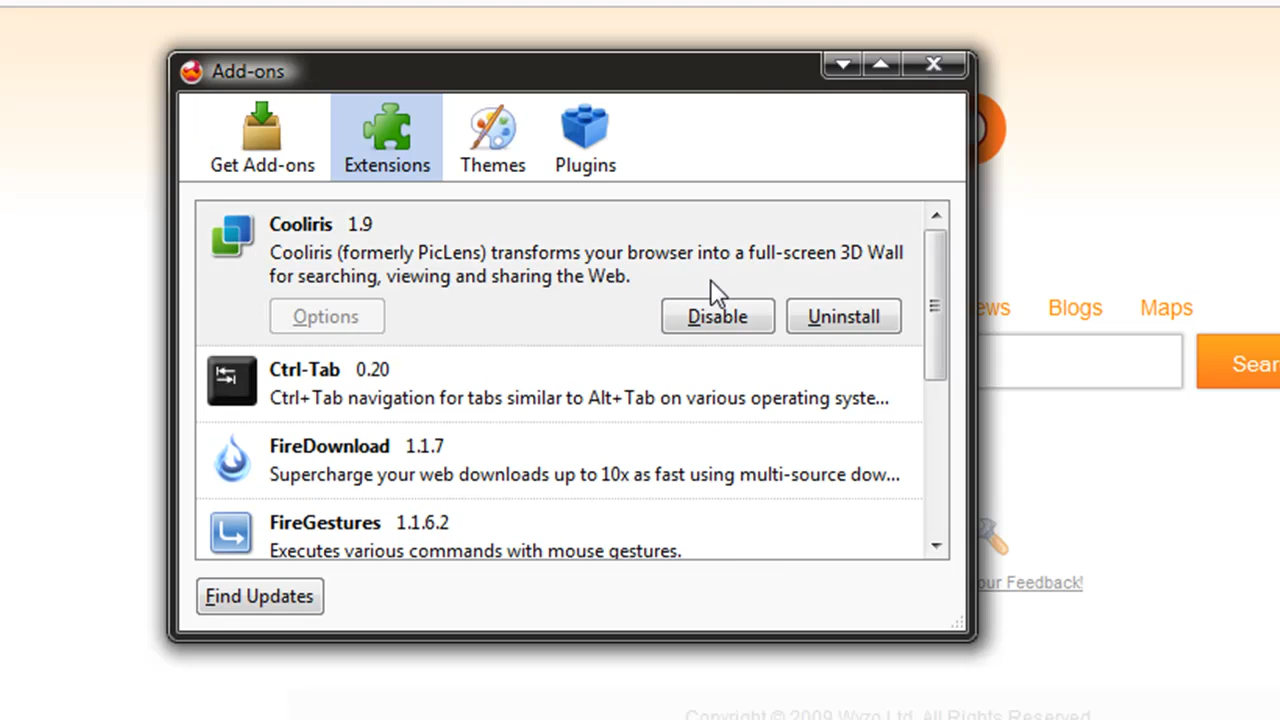 Add-ons
Get Add-ons Extensions Themes Plugins
Cooliris 1.9
Cooliris (formerly PicLens) transforms your browser into a full-screen 3D Wall
for searching, viewing and sharing the Web.
Options Disable Uninstall
Ctrl-Tab 0.20
Ctrl+Tab navigation for tabs similar to Alt+Tab on various operating syste...
FireDownload 1.1.7
Supercharge your web downloads up to 10x as fast using multi-source dow...
FireGestures 1.1.6.2
Executes various commands with mouse gestures.
Find Updates
ews Blogs Maps
Sear
our Feedback!
Copyright © 2009 Wyzo Ltd. All Rights Reserved